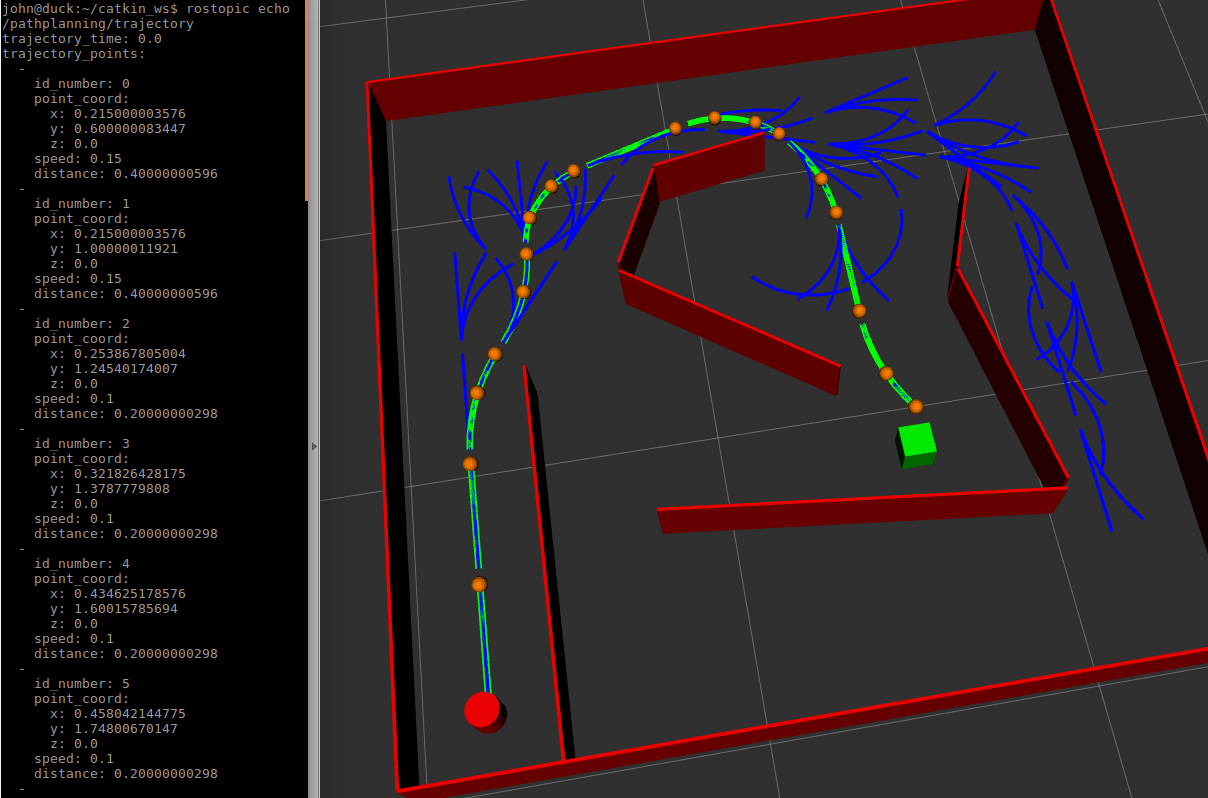 john@duck:~/catkin_ws$ rostopic echo
/pathplanning/trajectory
trajectory_time: 0.0
trajectory_points:
  -
    id_number: 0
    point_coord:
      x: 0.215000003576
      y: 0.600000083447
      z: 0.0
    speed: 0.15
    distance: 0.40000000596
  -
    id_number: 1
    point_coord:
      x: 0.215000003576
      y: 1.00000011921
      z: 0.0
    speed: 0.15
    distance: 0.40000000596
  -
    id_number: 2
    point_coord:
      x: 0.253867805004
      y: 1.24540174007
      z: 0.0
    speed: 0.1
    distance: 0.20000000298
  -
    id_number: 3
    point_coord:
      x: 0.321826428175
      y: 1.3787779808
      z: 0.0
    speed: 0.1
    distance: 0.20000000298
  -
    id_number: 4
    point_coord:
      x: 0.434625178576
      y: 1.60015785694
      z: 0.0
    speed: 0.1
    distance: 0.20000000298
  -
    id_number: 5
    point_coord:
      x: 0.458042144775
      y: 1.74800670147
      z: 0.0
    speed: 0.1
    distance: 0.20000000298
  -